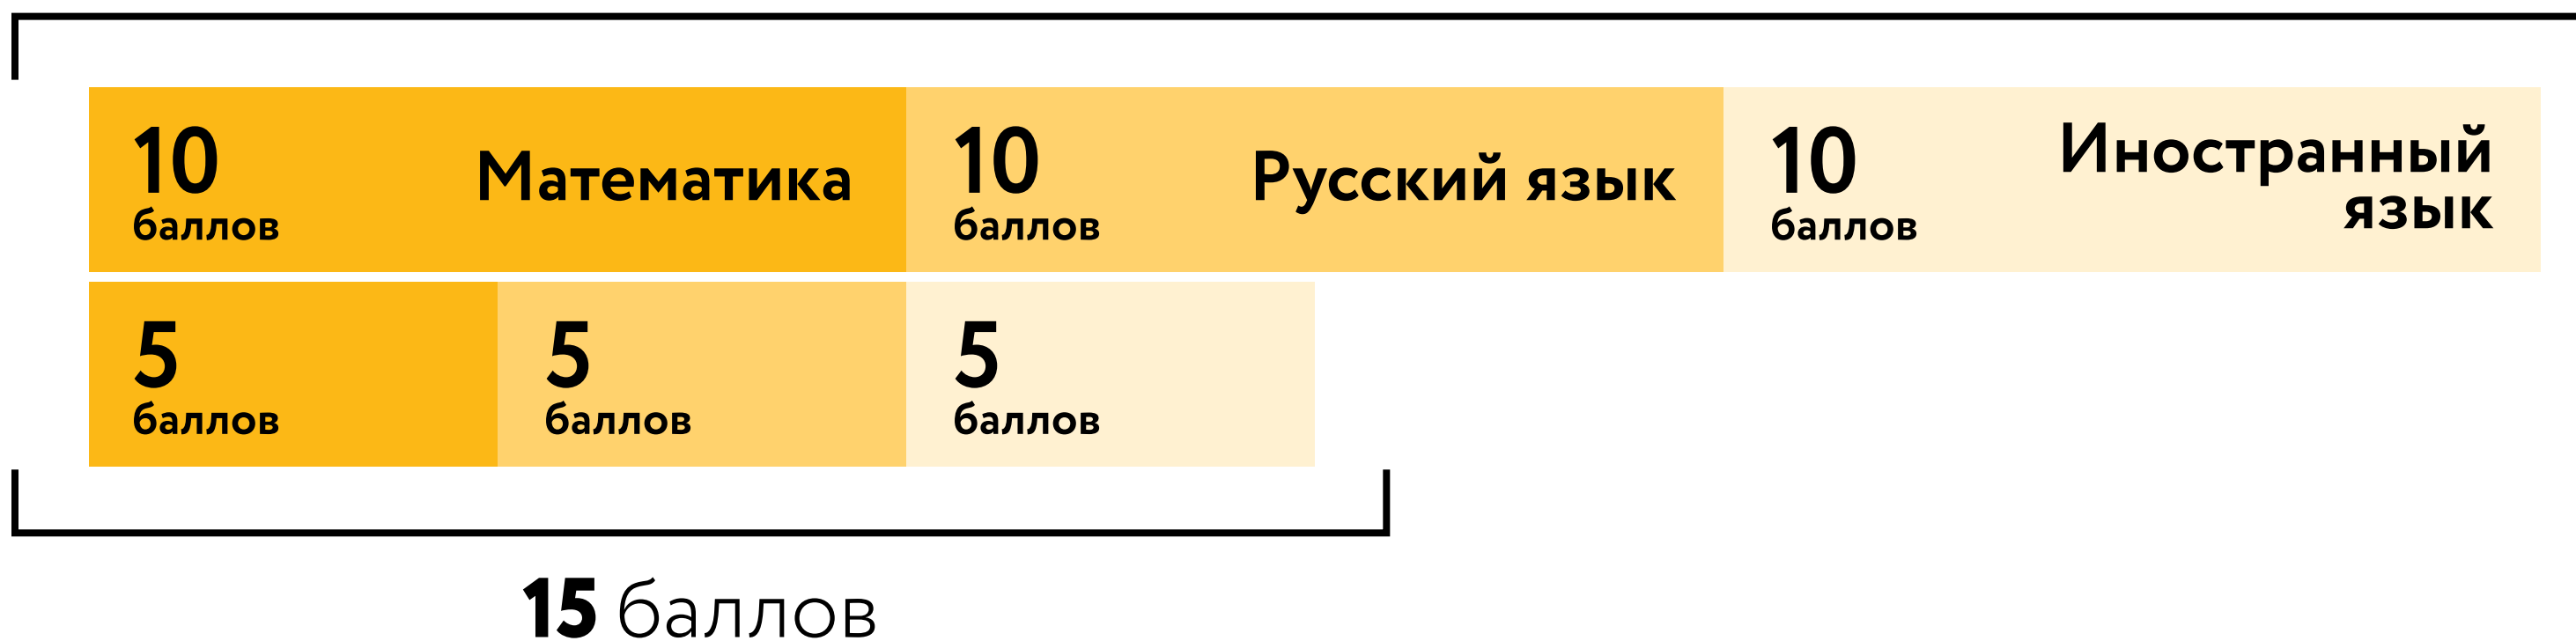 10
баллов
Математика
10
баллов
Русский язык
10
баллов
Иностранный
язык
5
баллов
5
баллов
5
баллов
15 баллов